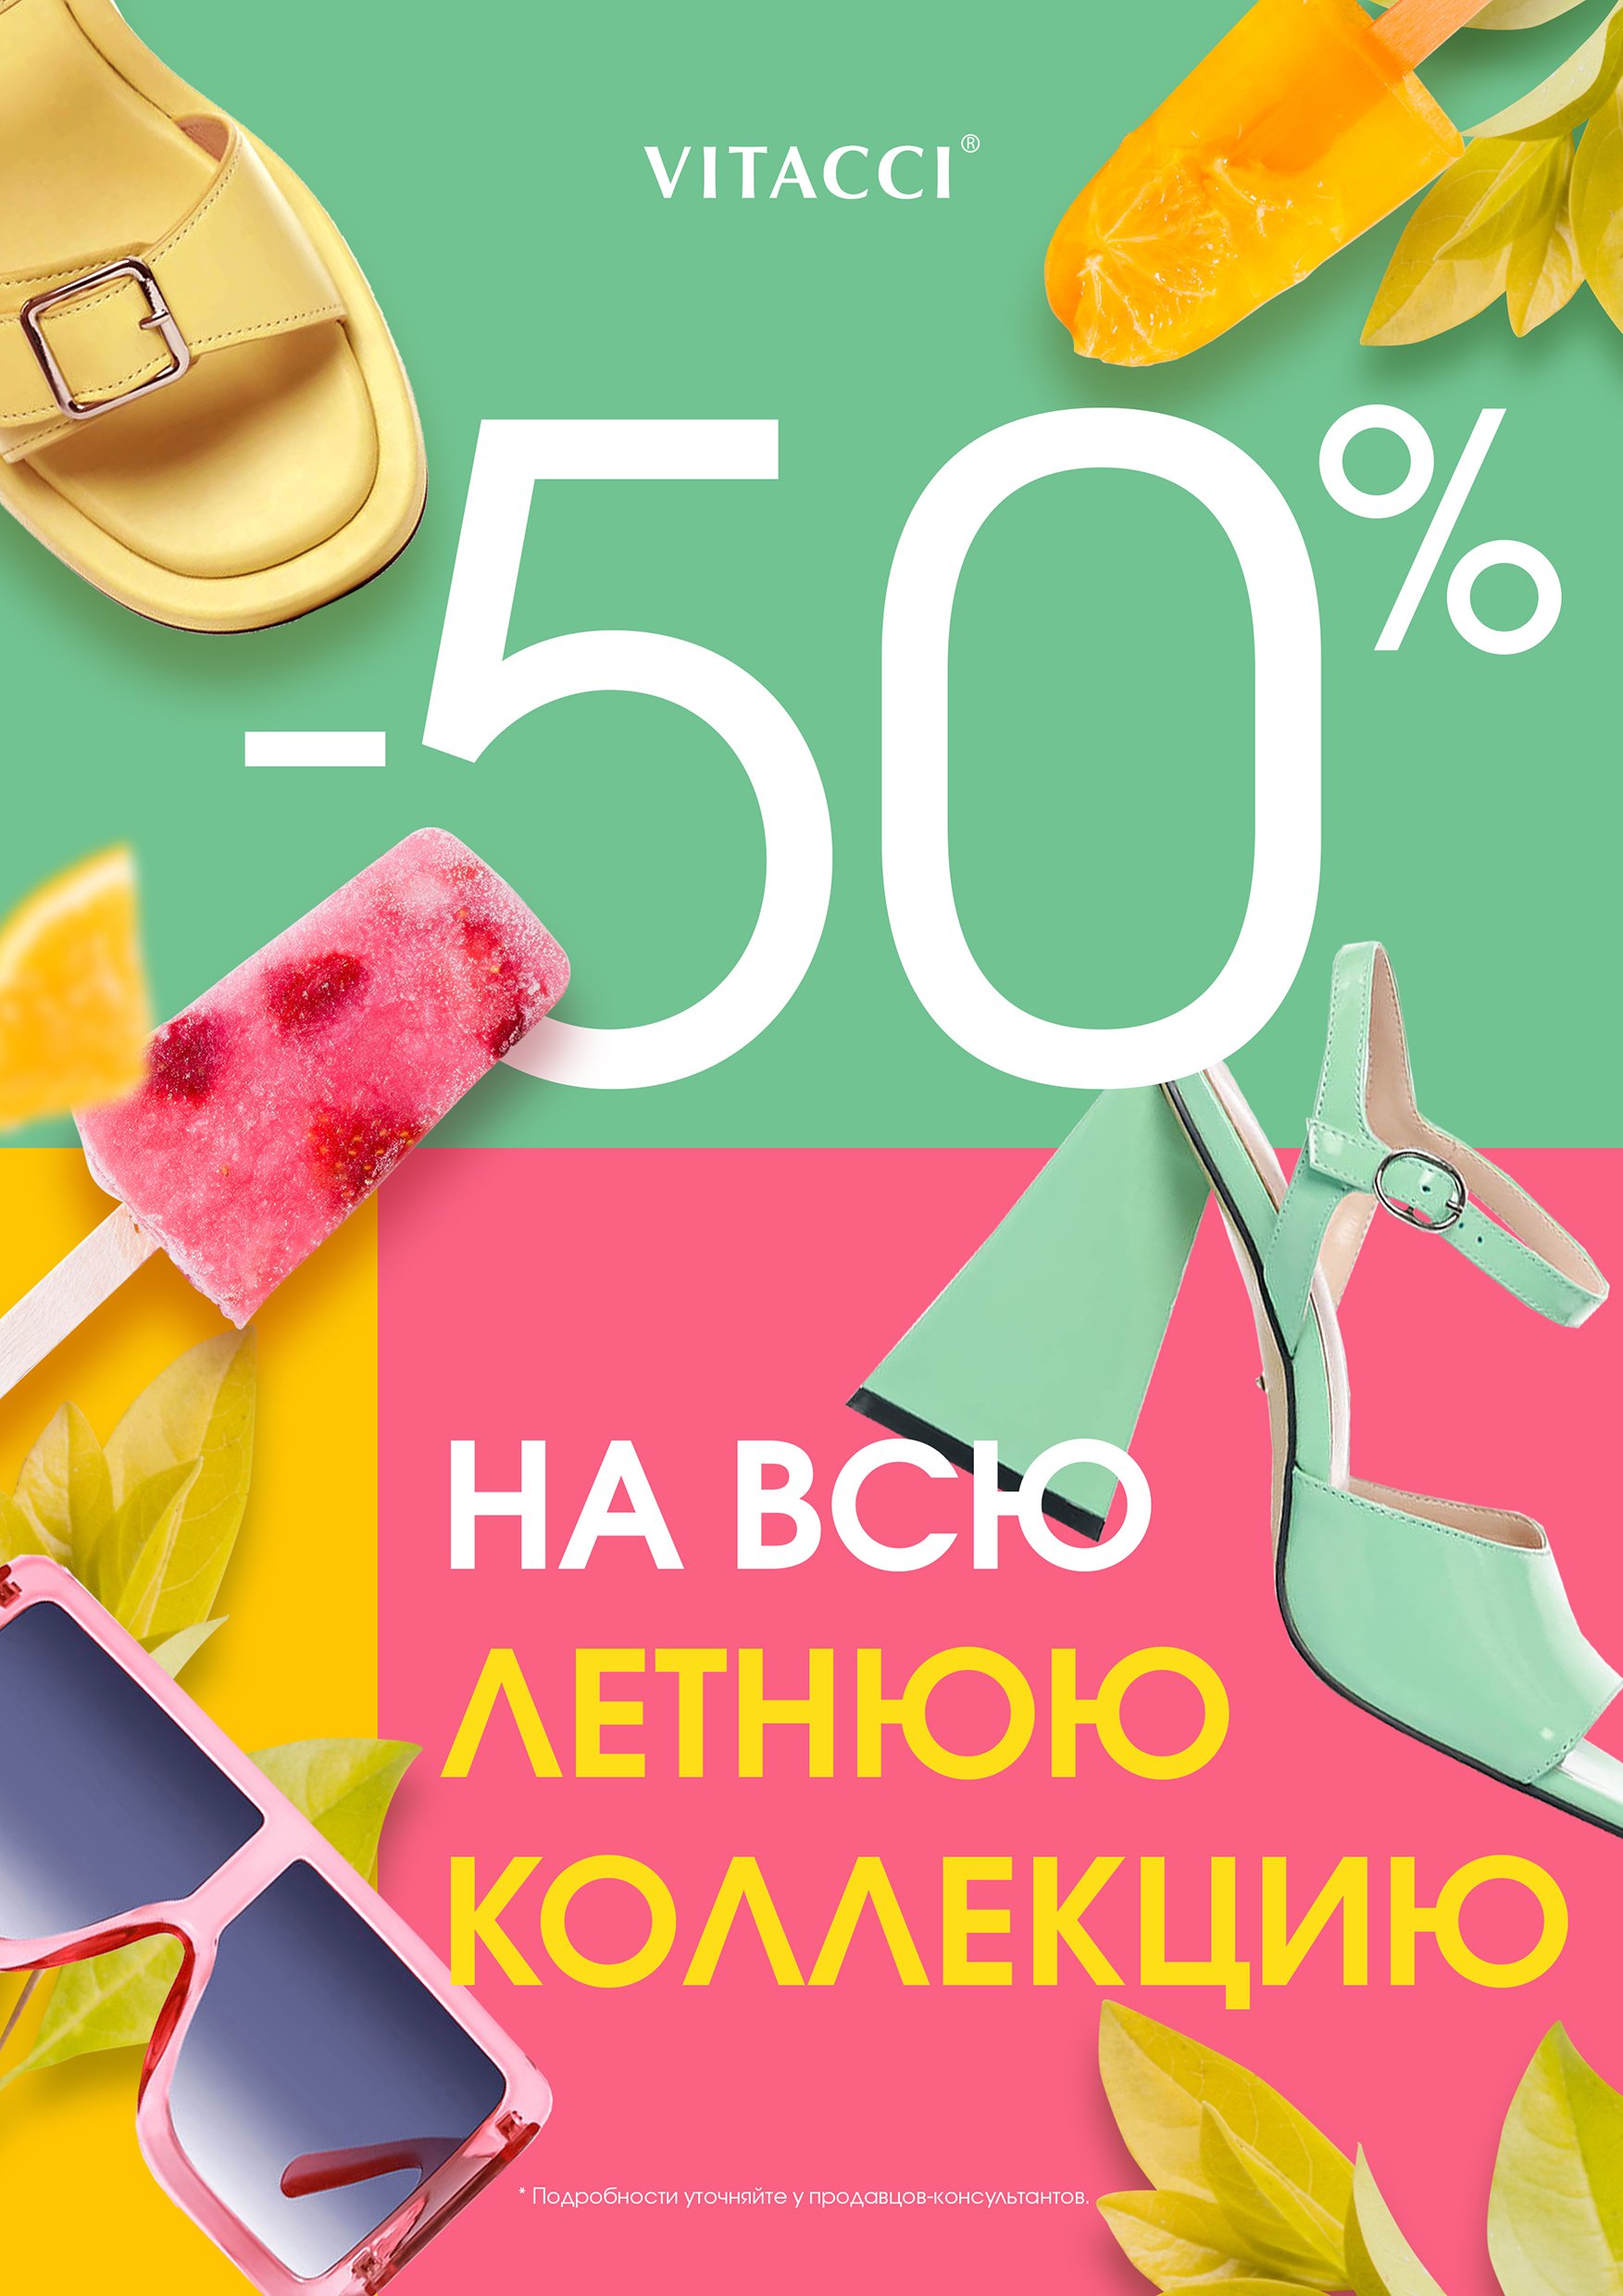 VITACCI®
-50%
НА ВСЮ
ЛЕТНЮЮ
КОЛЛЕКЦИЮ
* Подробности уточняйте у продавцов-консультантов.